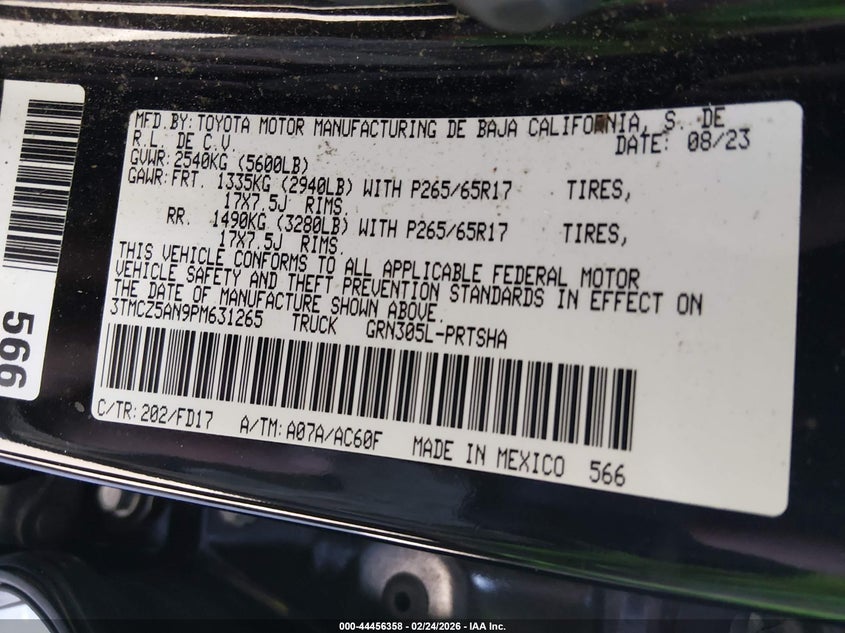 566
MFD.BY:TOYOTA MOTOR MANUFACTURING DE BAJA CALIFORNIA, S. DE
R.L. DE C.V.
DATE: 08/23
GVWR:2540KG (5600LB)
GAWR:FRT. 1335KG (2940LB) WITH P265/65R17 TIRES,
17X7.5J RIMS,
RR. 1490KG (3280LB) WITH P265/65R17 TIRES,
17X7.5J RIMS.
THIS VEHICLE CONFORMS TO ALL APPLICABLE FEDERAL MOTOR
VEHICLE SAFETY AND THEFT PREVENTION STANDARDS IN EFFECT ON
THE DATE OF MANUFACTURE SHOWN ABOVE.
3TMCZ5AN9PM631265 TRUCK GRN305L-PRTSHA
C/TR:202/FD17 A/TM:A07A/AC60F MADE IN MEXICO 566
000-44456358 - 02/24/2026 - IAA Inc.